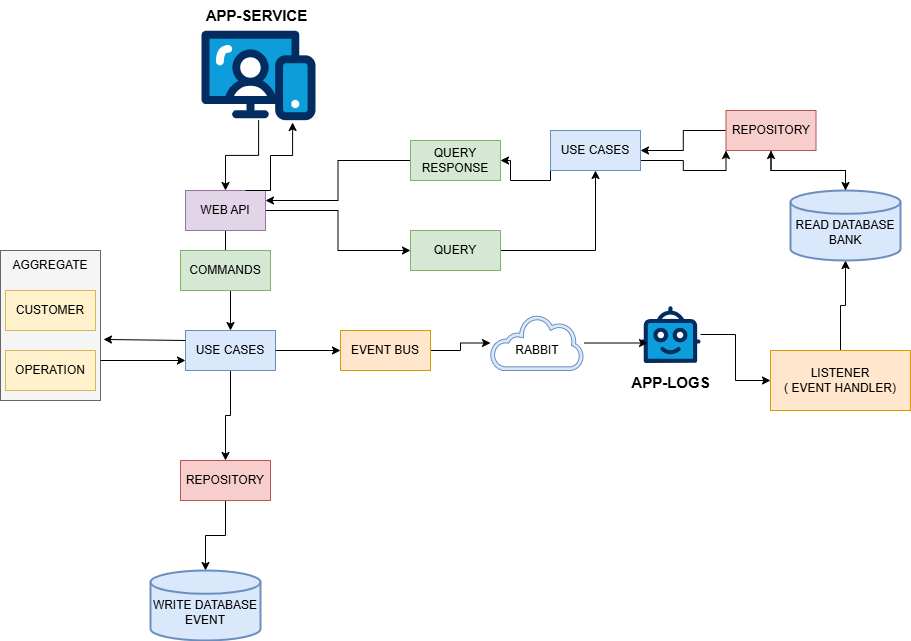 APP-SERVICE
REPOSITORY
USE CASES
QUERY
RESPONSE
WEB API
READ DATABASE
BANK
QUERY
COMMANDS
AGGREGATE
CUSTOMER
OPERATION
USE CASES
EVENT BUS
RABBIT
APP-LOGS
LISTENER
( EVENT HANDLER)
REPOSITORY
WRITE DATABASE
EVENT